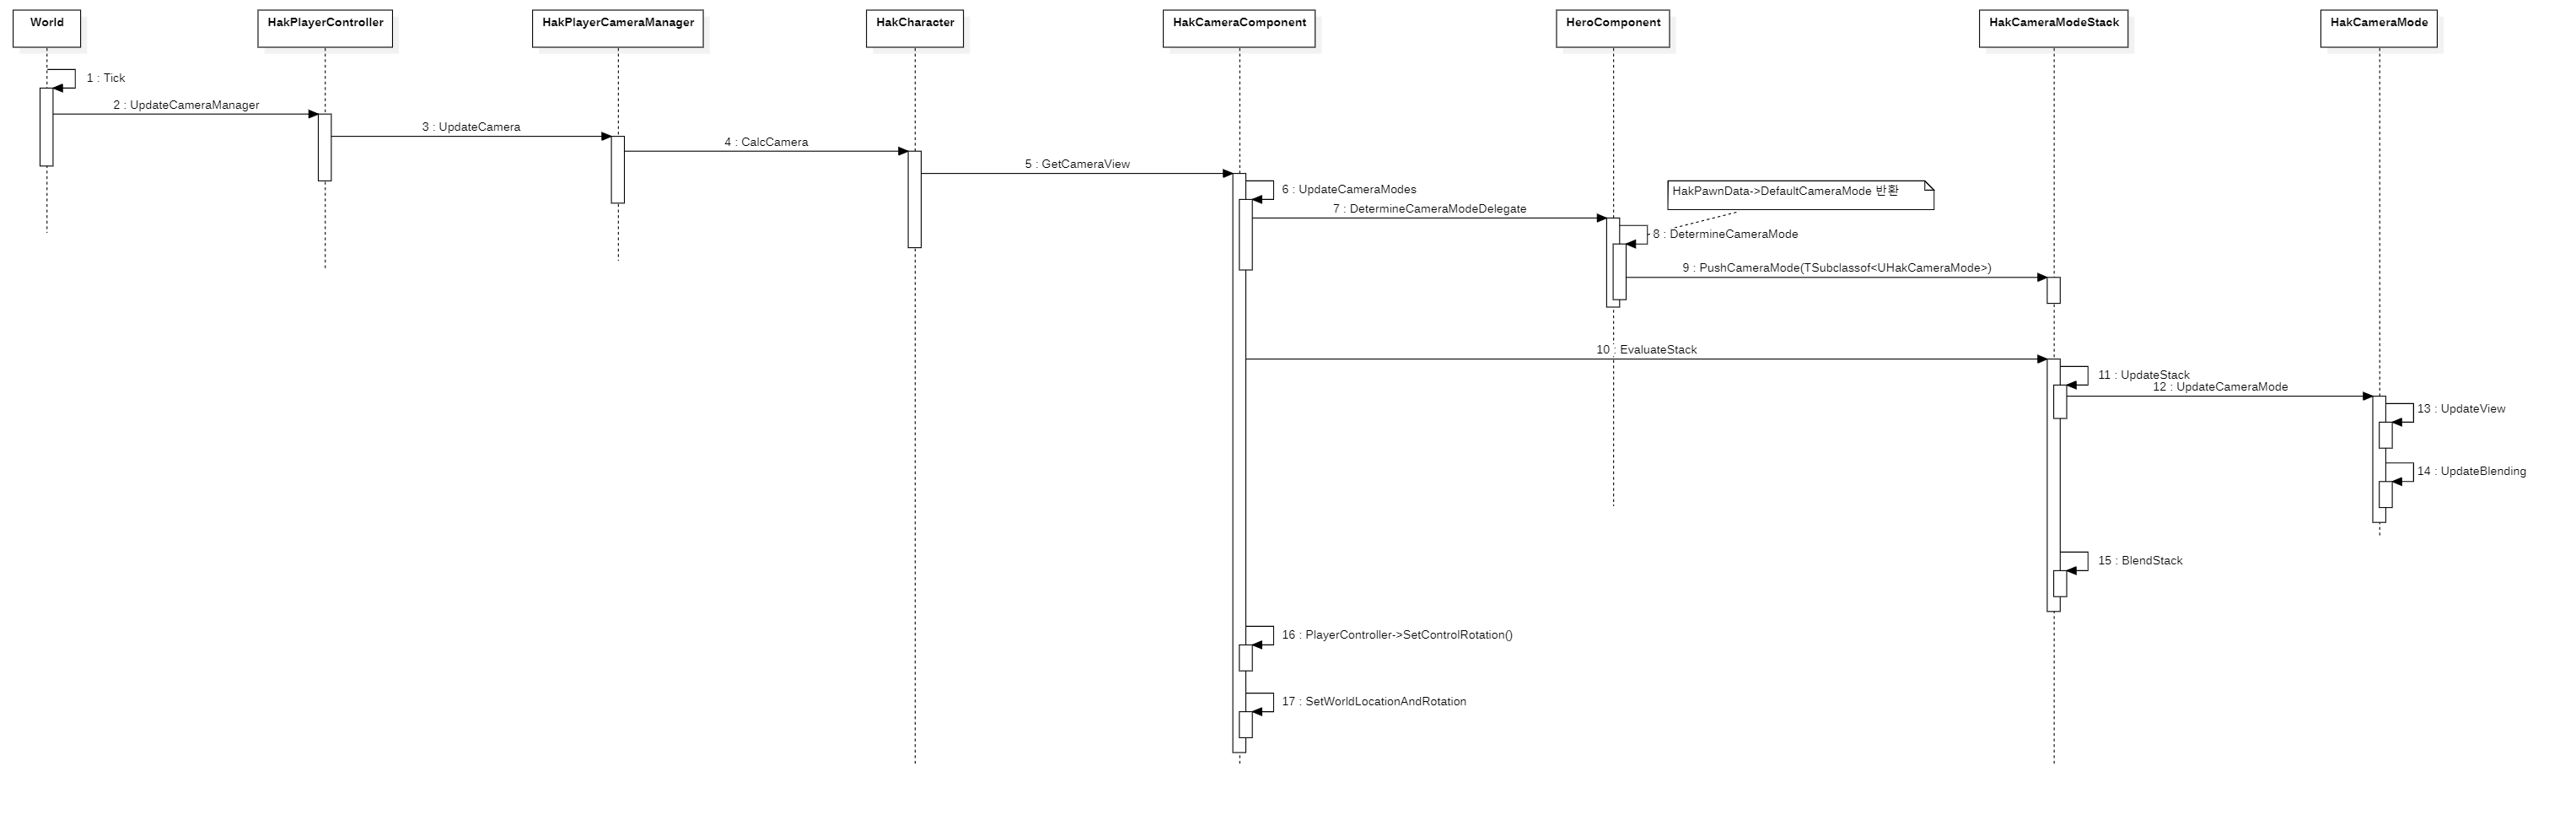 World
HakPlayerController
HakPlayerCameraManager
HakCharacter
HakCameraComponent
HeroComponent
HakCameraModeStack
HakCameraMode
1 : Tick
2 : UpdateCameraManager
3 : UpdateCamera
4 : CalcCamera
5 : GetCameraView
6 : UpdateCameraModes
HakPawnData->DefaultCameraMode 반환
7 : DetermineCameraModeDelegate
8 : DetermineCameraMode
9 : PushCameraMode(TSubclassof<UHakCameraMode>)
10 : EvaluateStack
11 : UpdateStack
12 : UpdateCameraMode
13 : UpdateView
14 : UpdateBlending
15 : BlendStack
16 : PlayerController->SetControlRotation()
17 : SetWorldLocationAndRotation